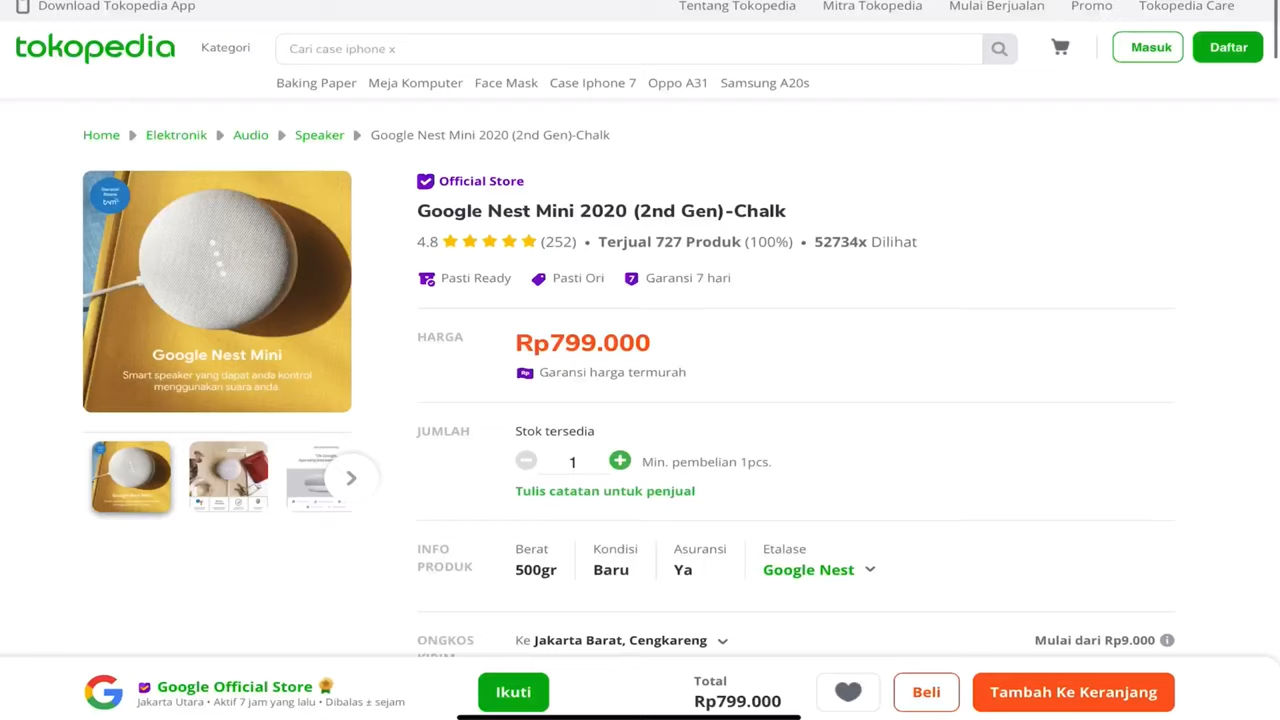 Download Tokopedia App
Tentang Tokopedia Mitra Tokopedia Mulai Berjualan Promo Tokopedia Care
tokopedia
Kategori
Cari case iphone x
Masuk
Daftar
Baking Paper Meja Komputer Face Mask Case Iphone 7 Oppo A31 Samsung A20s
Home Elektronik Audio Speaker Google Nest Mini 2020 (2nd Gen)-Chalk
Google Nest Mini
Smart speaker yang dapat anda kontrol
menggunakan suara anda.
Official Store
Google Nest Mini 2020 (2nd Gen)-Chalk
4.8 (252) • Terjual 727 Produk (100%) • 52734x Dilihat
Pasti Ready Pasti Ori 7 Garansi 7 hari
HARGA
Rp799.000
Rp Garansi harga termurah
JUMLAH
Stok tersedia
1
Min. pembelian 1pcs.
Tulis catatan untuk penjual
INFO
PRODUK
Berat
500gr
Kondisi
Baru
Asuransi
Ya
Etalase
Google Nest
ONGKOS
KIRIM
Ke Jakarta Barat, Cengkareng
Mulai dari Rp9.000
Google Official Store
Jakarta Utara • Aktif 7 jam yang lalu • Dibalas ± sejam
Ikuti
Total
Rp799.000
Beli
Tambah Ke Keranjang